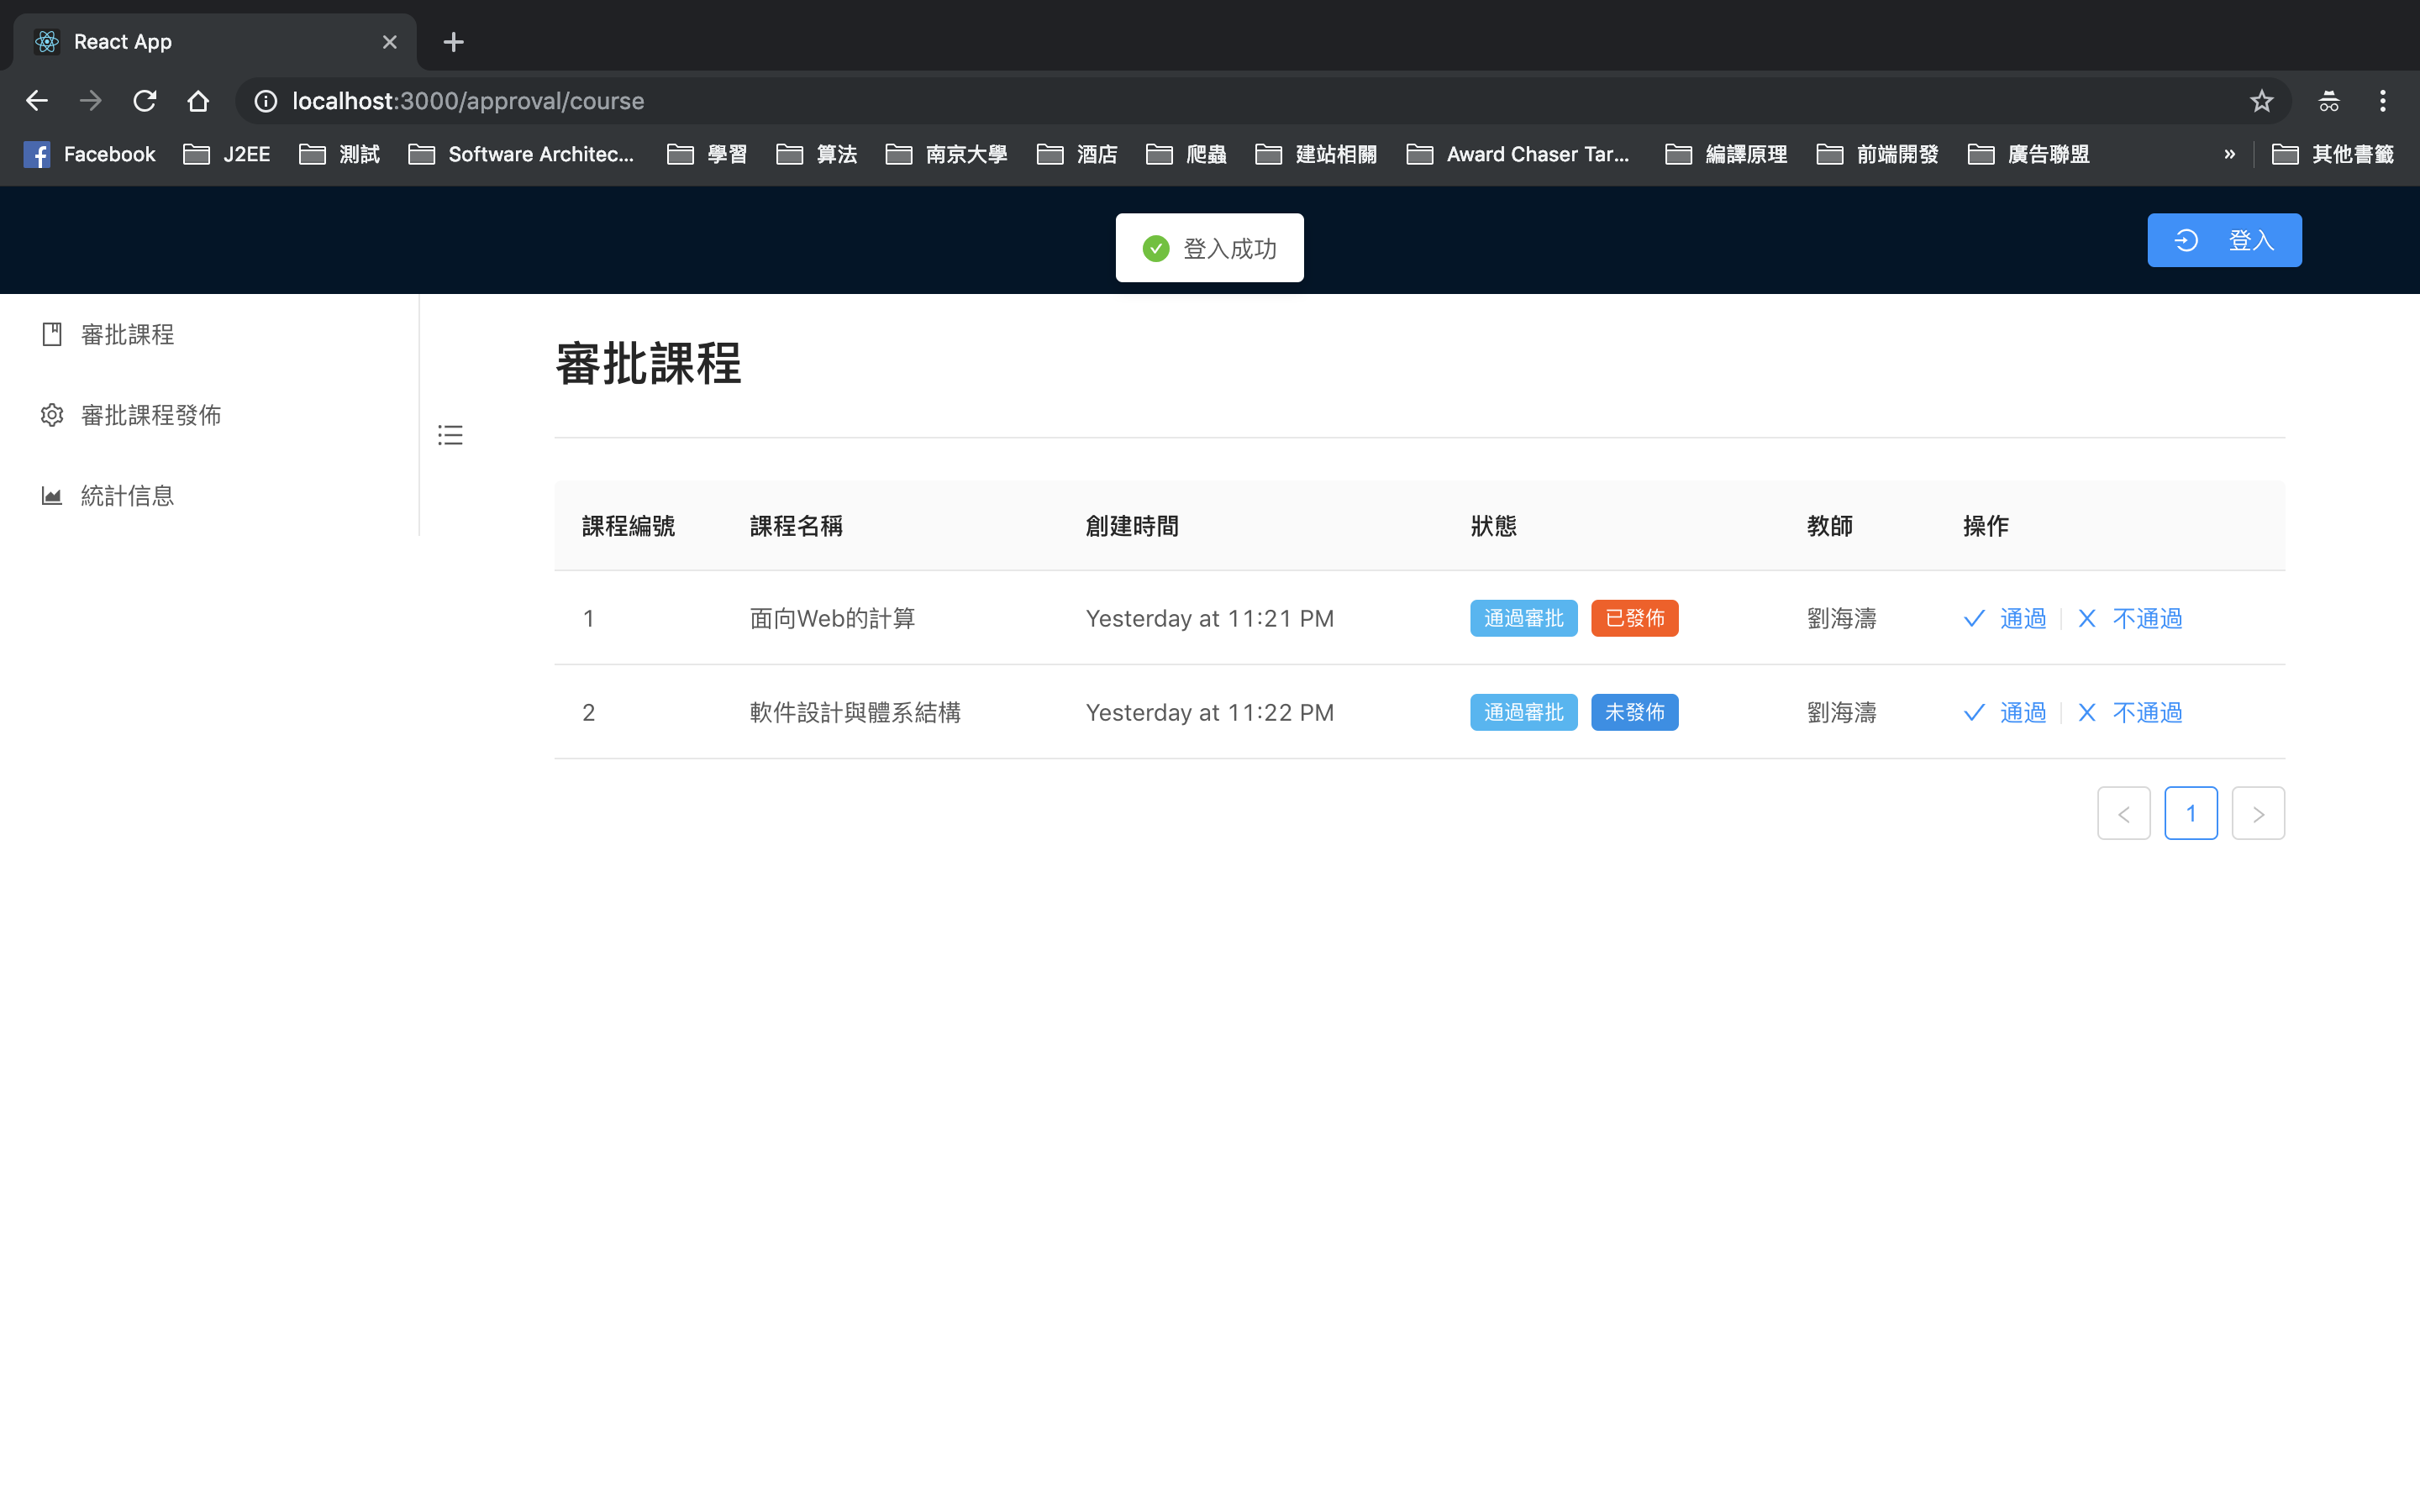 React App
localhost:3000/approval/course
Facebook J2EE 測試 Software Architec... 學習 算法 南京大學 酒店 爬蟲 建站相關 Award Chaser Tar... 編譯原理 前端開發 廣告聯盟 » 其他書籤
登入成功 登入
審批課程
審批課程發佈
統計信息
審批課程
課程編號 課程名稱 創建時間 狀態 教師 操作
1 面向Web的計算 Yesterday at 11:21 PM 通過審批 已發佈 劉海濤 通過 不通過
2 軟件設計與體系結構 Yesterday at 11:22 PM 通過審批 未發佈 劉海濤 通過 不通過
< 1 >